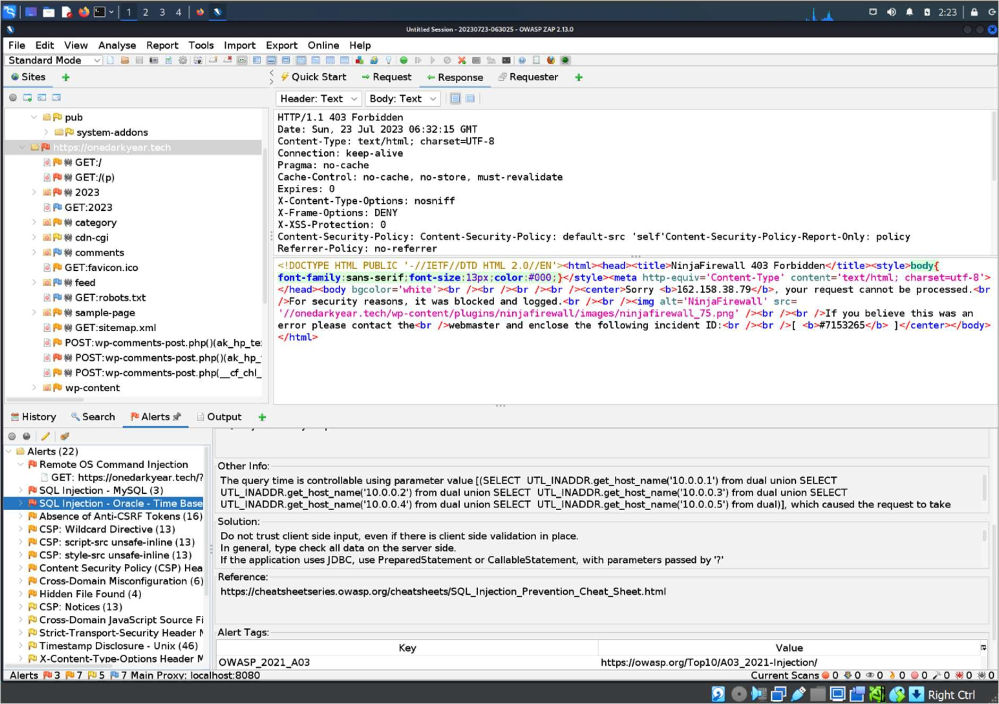 1 2 3 4
2:23
Untitled Session - 20230723-063025 - OWASP ZAP 2.13.0
File Edit View Analyse Report Tools Import Export Online Help
Standard Mode
Sites
Quick Start Request Response Requester
Header: Text Body: Text
pub
system-addons
https://onedarkyear.tech
GET:/
GET:/(p)
2023
GET:2023
category
cdn-cgi
comments
GET:favicon.ico
feed
GET:robots.txt
sample-page
GET:sitemap.xml
POST:wp-comments-post.php()(ak_hp_te
POST:wp-comments-post.php()(ak_hp_
POST:wp-comments-post.php(__cf_chl_
wp-content
HTTP/1.1 403 Forbidden
Date: Sun, 23 Jul 2023 06:32:15 GMT
Content-Type: text/html; charset=UTF-8
Connection: keep-alive
Pragma: no-cache
Cache-Control: no-cache, no-store, must-revalidate
Expires: 0
X-Content-Type-Options: nosniff
X-Frame-Options: DENY
X-XSS-Protection: 0
Content-Security-Policy: Content-Security-Policy: default-src 'self'Content-Security-Policy-Report-Only: policy
Referrer-Policy: no-referrer
<!DOCTYPE HTML PUBLIC '-//IETF//DTD HTML 2.0//EN'><html><head><title>NinjaFirewall 403 Forbidden</title><style>body{
font-family:sans-serif;font-size:13px;color:#000;}</style><meta http-equiv='Content-Type' content='text/html; charset=utf-8'>
</head><body bgcolor='white'><br /><br /><br /><br /><center>Sorry <b>162.158.38.79</b>, your request cannot be processed.<br
/>For security reasons, it was blocked and logged.<br /><br /><img alt='NinjaFirewall' src=
'//onedarkyear.tech/wp-content/plugins/ninjafirewall/images/ninjafirewall_75.png' /><br /><br />If you believe this was an
error please contact the<br />webmaster and enclose the following incident ID:<br /><br />[ <b>#7153265</b> ]</center></body>
</html>
History Search Alerts Output
Alerts (22)
Remote OS Command Injection
GET: https://onedarkyear.tech/?
SQL Injection - MySQL (3)
SQL Injection - Oracle - Time Base
Absence of Anti-CSRF Tokens (16)
CSP: Wildcard Directive (13)
CSP: script-src unsafe-inline (13)
CSP: style-src unsafe-inline (13)
Content Security Policy (CSP) Hea
Cross-Domain Misconfiguration (6)
Hidden File Found (4)
CSP: Notices (13)
Cross-Domain JavaScript Source Fi
Strict-Transport-Security Header N
Timestamp Disclosure - Unix (46)
X-Content-Type-Options Header M
Other Info:
The query time is controllable using parameter value [(SELECT UTL_INADDR.get_host_name('10.0.0.1') from dual union SELECT
UTL_INADDR.get_host_name('10.0.0.2') from dual union SELECT UTL_INADDR.get_host_name('10.0.0.3') from dual union SELECT
UTL_INADDR.get_host_name('10.0.0.4') from dual union SELECT UTL_INADDR.get_host_name('10.0.0.5') from dual)], which caused the request to take
Solution:
Do not trust client side input, even if there is client side validation in place.
In general, type check all data on the server side.
If the application uses JDBC, use PreparedStatement or CallableStatement, with parameters passed by '?'
Reference:
https://cheatsheetseries.owasp.org/cheatsheets/SQL_Injection_Prevention_Cheat_Sheet.html
Alert Tags:
Key Value
OWASP_2021_A03 https://owasp.org/Top10/A03_2021-Injection/
Alerts 3 7 5 7 Main Proxy: localhost:8080
Current Scans 0 0 0 0 0 0 0 0
Right Ctrl